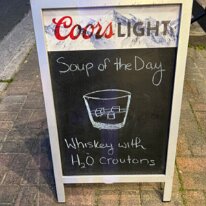 Coors LIGHT
Soup of the Day
Whiskey with
H₂O Croutons